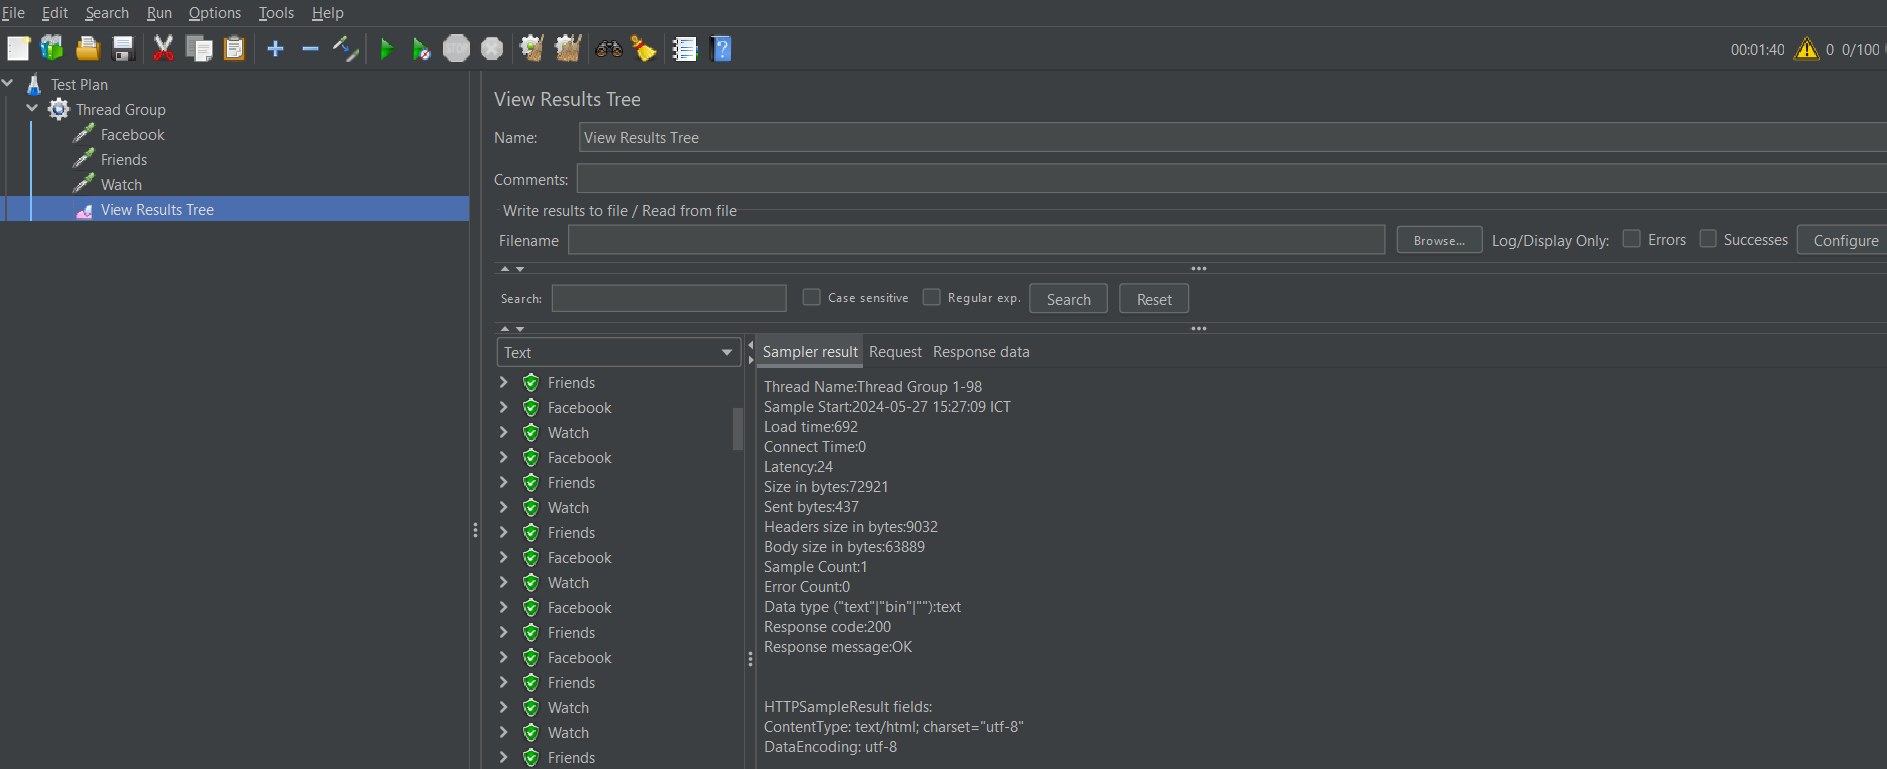 File Edit Search Run Options Tools Help
STOP
00:01:40 0 0/100
Test Plan
Thread Group
Facebook
Friends
Watch
View Results Tree
View Results Tree
Name: View Results Tree
Comments:
Write results to file / Read from file
Filename Browse... Log/Display Only: Errors Successes Configure
Search: Case sensitive Regular exp. Search Reset
Text
Friends
Facebook
Watch
Facebook
Friends
Watch
Friends
Facebook
Watch
Facebook
Friends
Facebook
Friends
Watch
Watch
Friends
Sampler result Request Response data
Thread Name:Thread Group 1-98
Sample Start:2024-05-27 15:27:09 ICT
Load time:692
Connect Time:0
Latency:24
Size in bytes:72921
Sent bytes:437
Headers size in bytes:9032
Body size in bytes:63889
Sample Count:1
Error Count:0
Data type ("text"|"bin"|""):text
Response code:200
Response message:OK
HTTPSampleResult fields:
ContentType: text/html; charset="utf-8"
DataEncoding: utf-8